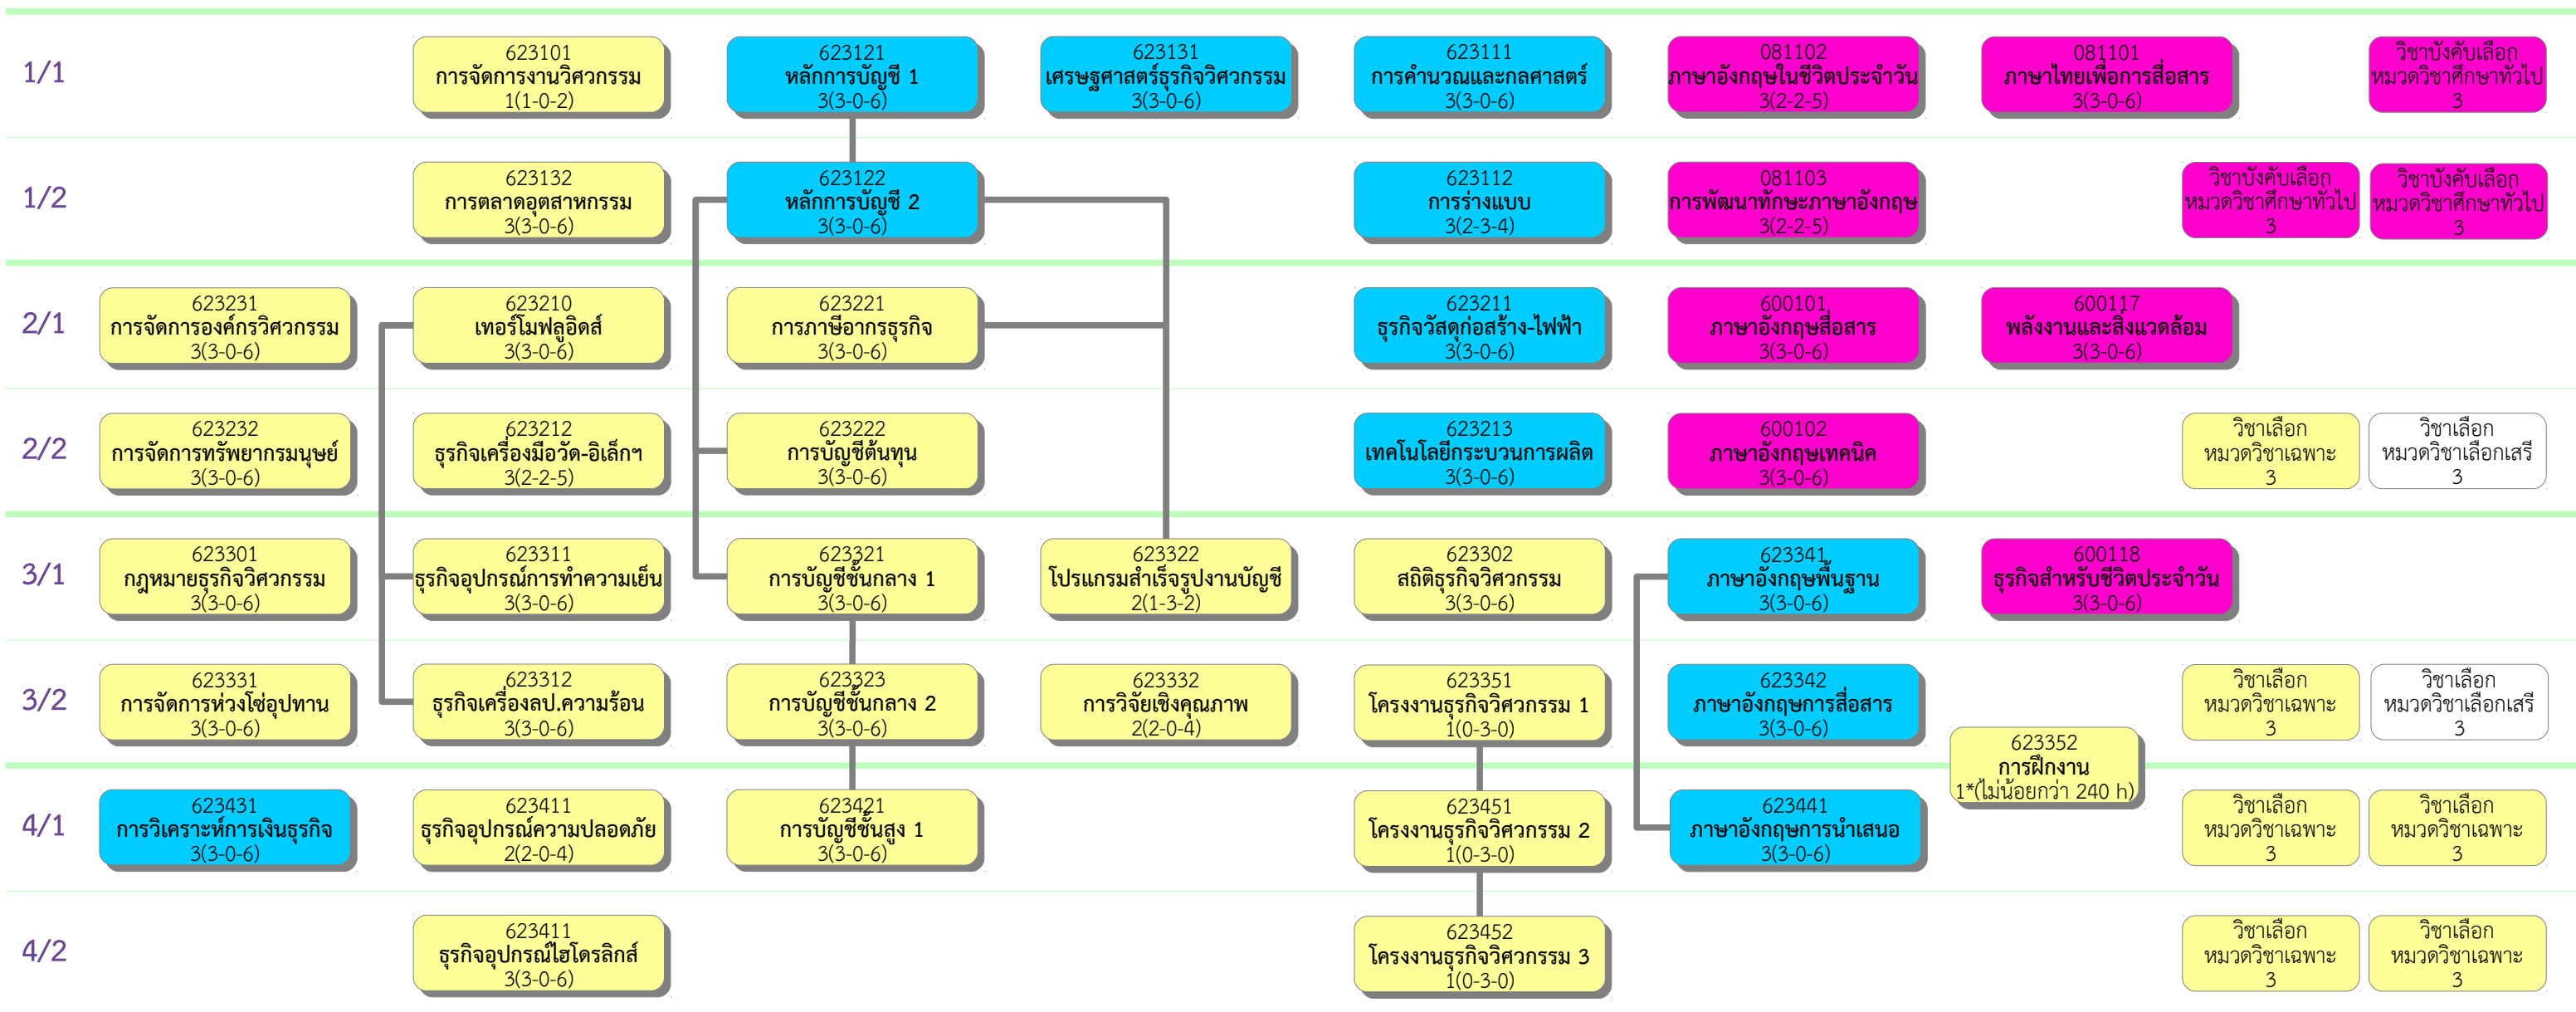 1/1
623101
การจัดการงานวิศวกรรม
1(1-0-2)
623121
หลักการบัญชี 1
3(3-0-6)
623131
เศรษฐศาสตร์ธุรกิจวิศวกรรม
3(3-0-6)
623111
การคำนวณและกลศาสตร์
3(3-0-6)
081102
ภาษาอังกฤษในชีวิตประจำวัน
3(2-2-5)
081101
ภาษาไทยเพื่อการสื่อสาร
3(3-0-6)
วิชาบังคับเลือก
หมวดวิชาศึกษาทั่วไป
3
1/2
623132
การตลาดอุตสาหกรรม
3(3-0-6)
623122
หลักการบัญชี 2
3(3-0-6)
623112
การร่างแบบ
3(2-3-4)
081103
การพัฒนาทักษะภาษาอังกฤษ
3(2-2-5)
วิชาบังคับเลือก
หมวดวิชาศึกษาทั่วไป
3
วิชาบังคับเลือก
หมวดวิชาศึกษาทั่วไป
3
2/1
623231
การจัดการองค์กรวิศวกรรม
3(3-0-6)
623210
เทอร์โมฟลูอิดส์
3(3-0-6)
623221
การภาษีอากรธุรกิจ
3(3-0-6)
623211
ธุรกิจวัสดุก่อสร้าง-ไฟฟ้า
3(3-0-6)
600101
ภาษาอังกฤษสื่อสาร
3(3-0-6)
600117
พลังงานและสิ่งแวดล้อม
3(3-0-6)
2/2
623232
การจัดการทรัพยากรมนุษย์
3(3-0-6)
623212
ธุรกิจเครื่องมือวัด-อิเล็กฯ
3(2-2-5)
623222
การบัญชีต้นทุน
3(3-0-6)
623213
เทคโนโลยีกระบวนการผลิต
3(3-0-6)
600102
ภาษาอังกฤษเทคนิค
3(3-0-6)
วิชาเลือก
หมวดวิชาเฉพาะ
3
วิชาเลือก
หมวดวิชาเลือกเสรี
3
3/1
623301
กฎหมายธุรกิจวิศวกรรม
3(3-0-6)
623311
ธุรกิจอุปกรณ์การทำความเย็น
3(3-0-6)
623321
การบัญชีชั้นกลาง 1
3(3-0-6)
623322
โปรแกรมสำเร็จรูปงานบัญชี
2(1-3-2)
623302
สถิติธุรกิจวิศวกรรม
3(3-0-6)
623341
ภาษาอังกฤษพื้นฐาน
3(3-0-6)
600118
ธุรกิจสำหรับชีวิตประจำวัน
3(3-0-6)
3/2
623331
การจัดการห่วงโซ่อุปทาน
3(3-0-6)
623312
ธุรกิจเครื่องลป.ความร้อน
3(3-0-6)
623323
การบัญชีชั้นกลาง 2
3(3-0-6)
623332
การวิจัยเชิงคุณภาพ
2(2-0-4)
623351
โครงงานธุรกิจวิศวกรรม 1
1(0-3-0)
623342
ภาษาอังกฤษการสื่อสาร
3(3-0-6)
623352
การฝึกงาน
1*(ไม่น้อยกว่า 240 h)
วิชาเลือก
หมวดวิชาเฉพาะ
3
วิชาเลือก
หมวดวิชาเลือกเสรี
3
4/1
623431
การวิเคราะห์การเงินธุรกิจ
3(3-0-6)
623411
ธุรกิจอุปกรณ์ความปลอดภัย
2(2-0-4)
623421
การบัญชีชั้นสูง 1
3(3-0-6)
623451
โครงงานธุรกิจวิศวกรรม 2
1(0-3-0)
623441
ภาษาอังกฤษการนำเสนอ
3(3-0-6)
วิชาเลือก
หมวดวิชาเฉพาะ
3
วิชาเลือก
หมวดวิชาเฉพาะ
3
4/2
623411
ธุรกิจอุปกรณ์ไฮโดรลิกส์
3(3-0-6)
623452
โครงงานธุรกิจวิศวกรรม 3
1(0-3-0)
วิชาเลือก
หมวดวิชาเฉพาะ
3
วิชาเลือก
หมวดวิชาเฉพาะ
3